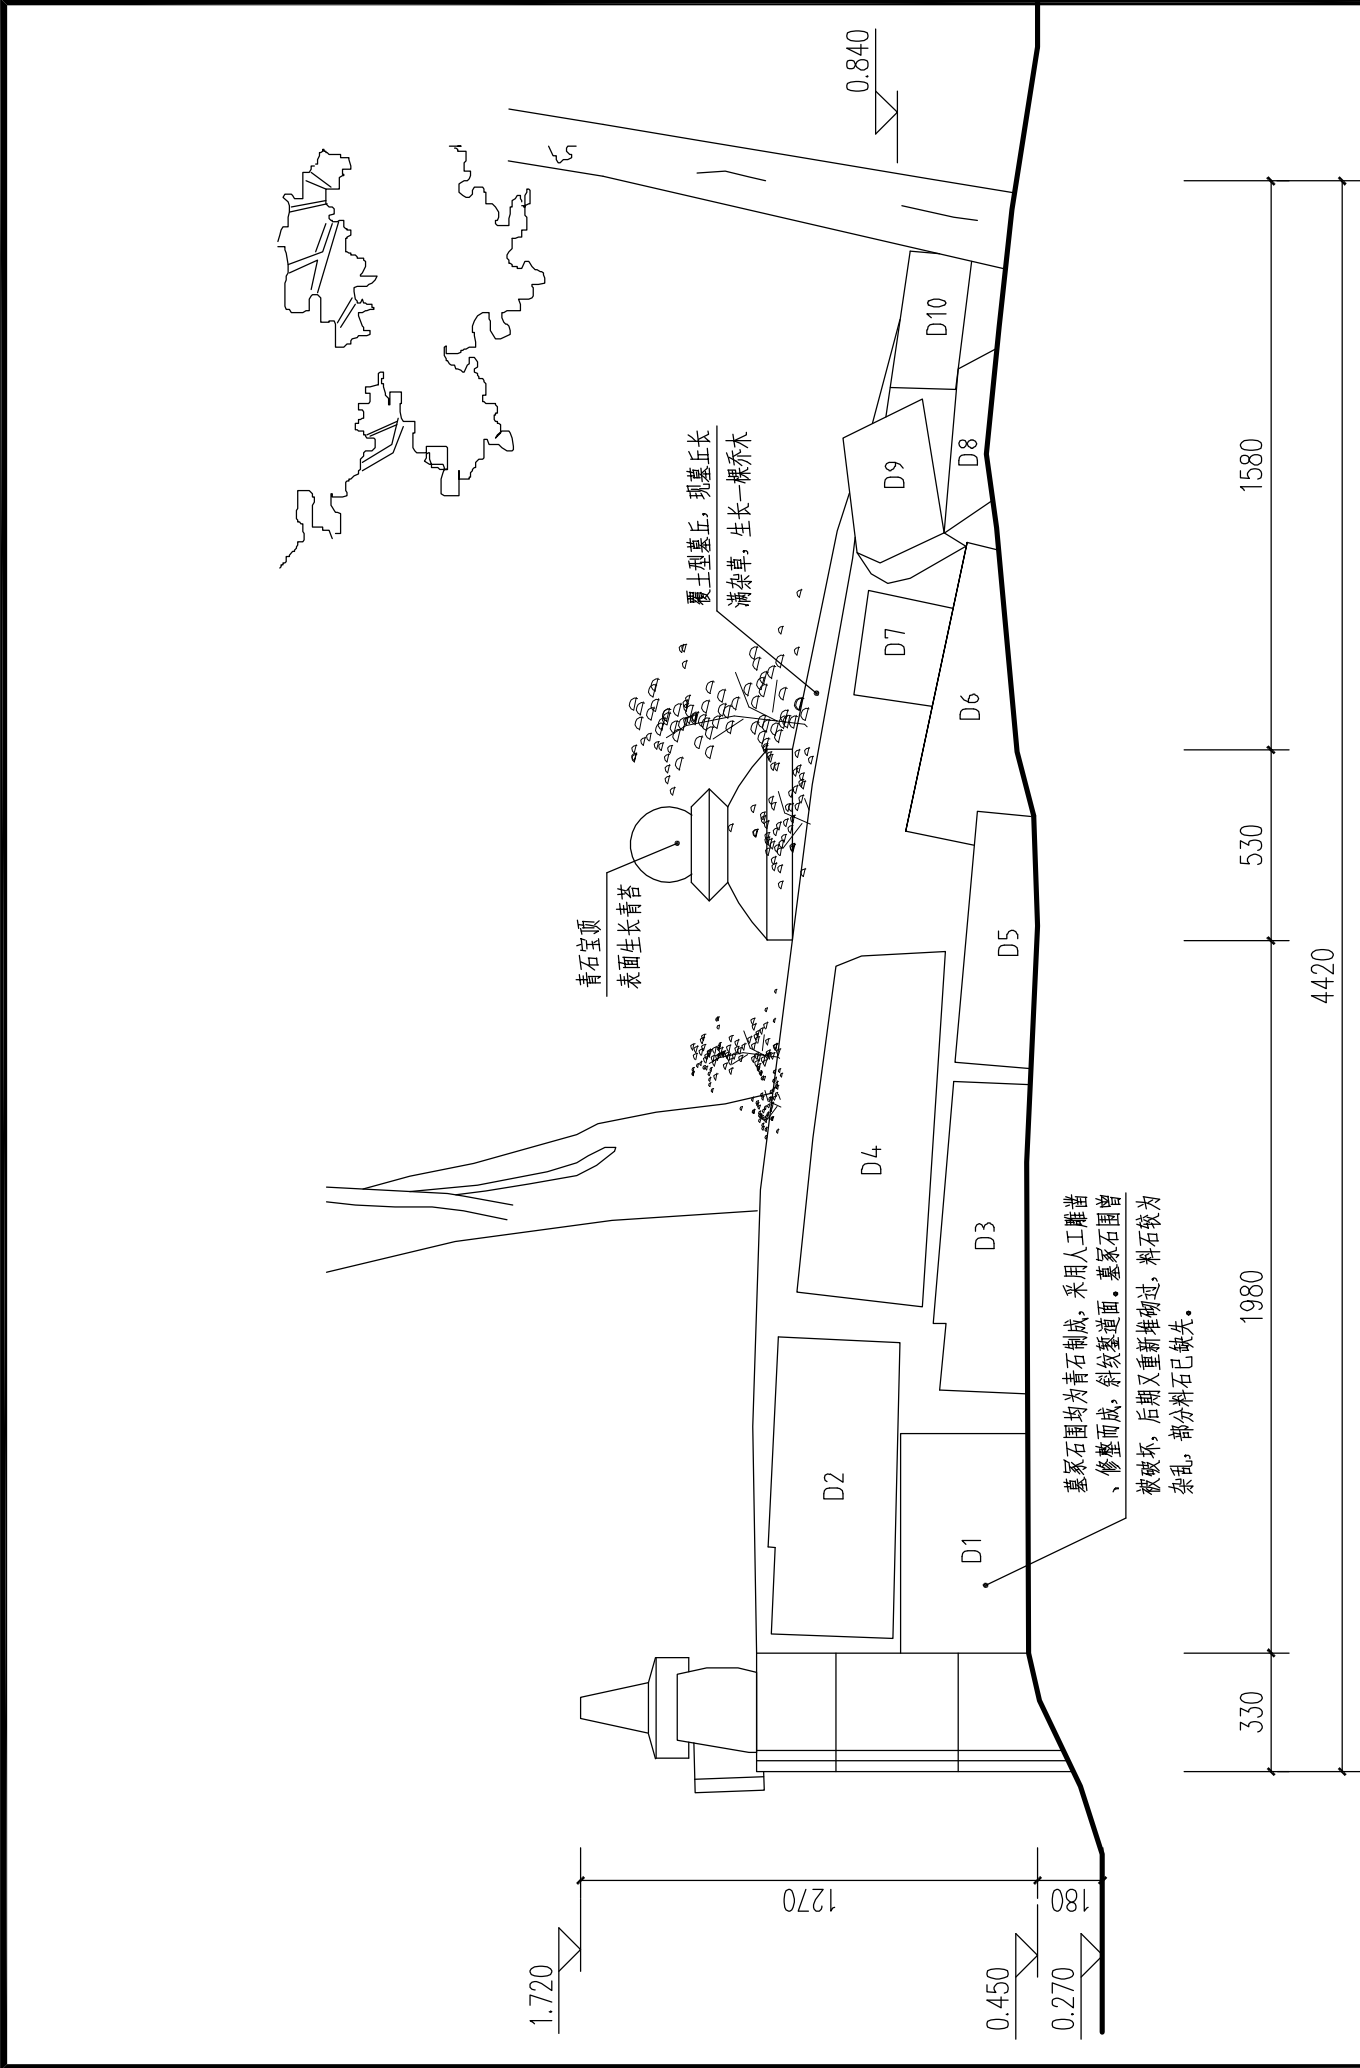 覆土型墓丘，现墓丘长
满杂草，生长一棵乔木
青石宝顶
表面生长青苔
1.720
0.450
0.270
1270
180
0.840
D1
D2
D3
D4
D5
D6
D7
D8
D9
D10
墓冢石围均为青石制成，采用人工雕凿
、修整而成，斜纹錾道面。墓冢石围曾
被破坏，后期又重新堆砌过，料石较为
杂乱，部分料石已缺失。
330
1980
530
1580
4420